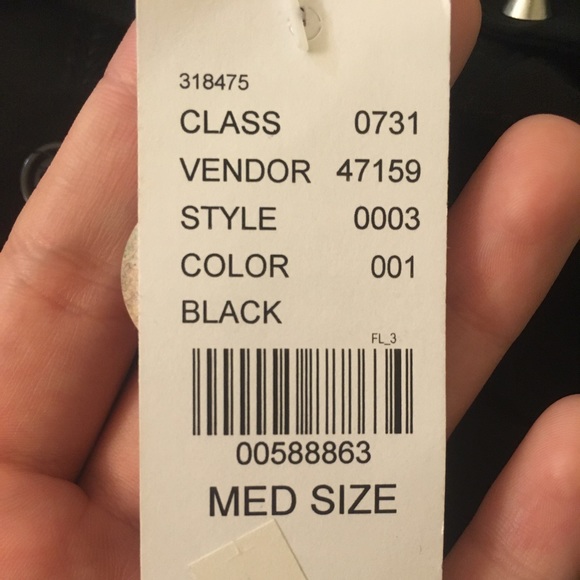 318475
CLASS 0731
VENDOR 47159
STYLE 0003
COLOR 001
BLACK
FL_3
00588863
MED SIZE